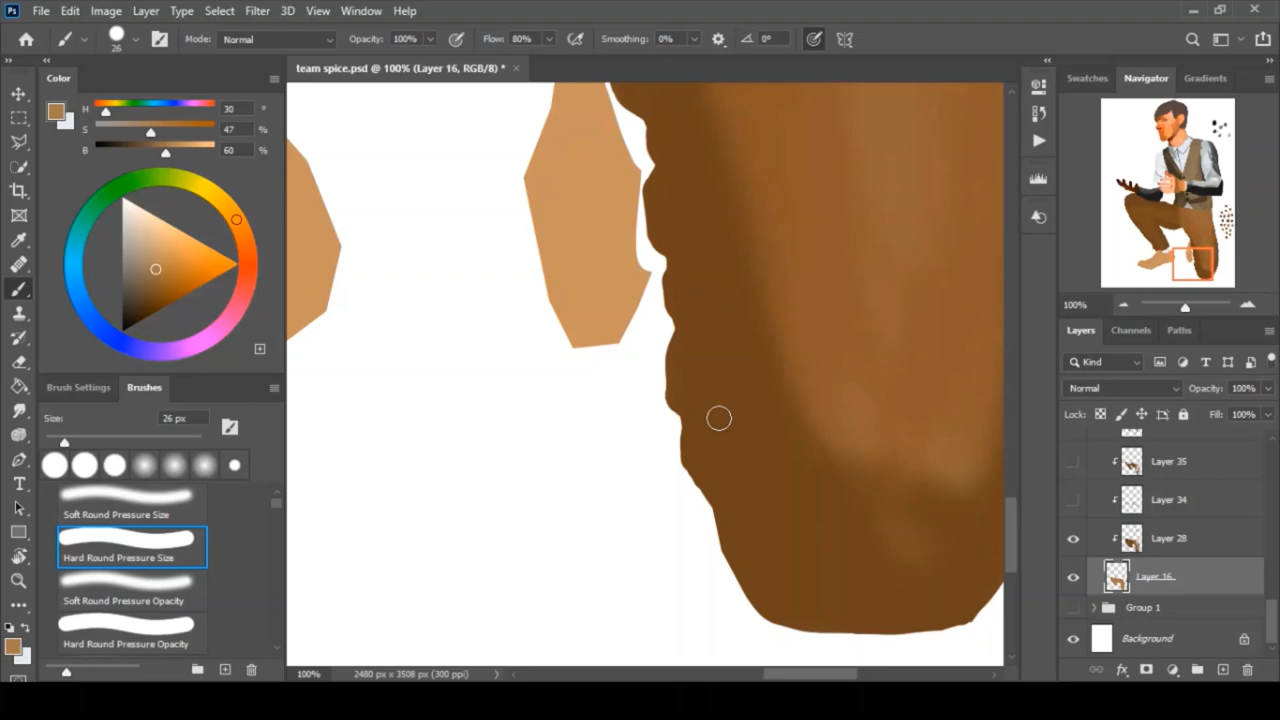 Ps File Edit Image Layer Type Select Filter 3D View Window Help
26 Mode: Normal Opacity: 100% Flow: 80% Smoothing: 0% 0°
team spice.psd @ 100% (Layer 16, RGB/8) *
Color
H 30 °
S 47 %
B 60 %
Brush Settings Brushes
Size: 26 px
Soft Round Pressure Size
Hard Round Pressure Size
Soft Round Pressure Opacity
Hard Round Pressure Opacity
100% 2480 px x 3508 px (300 ppi)
Swatches Navigator Gradients
100%
Layers Channels Paths
Kind
Normal Opacity: 100%
Lock: Fill: 100%
Layer 35
Layer 34
Layer 28
Layer 16
Group 1
Background